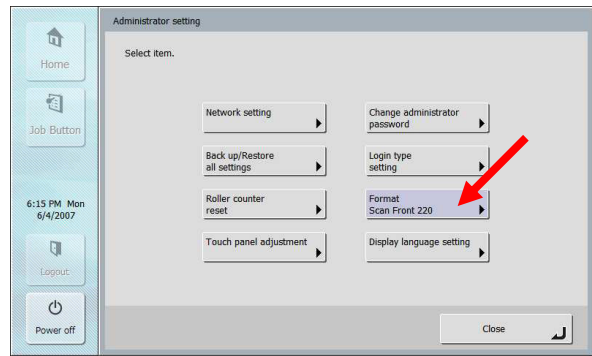 Administrator setting
Select item.
Home
Job Button
6:15 PM Mon
6/4/2007
Logout
Power off
Network setting
Change administrator
password
Back up/Restore
all settings
Login type
setting
Roller counter
reset
Format
Scan Front 220
Touch panel adjustment
Display language setting
Close